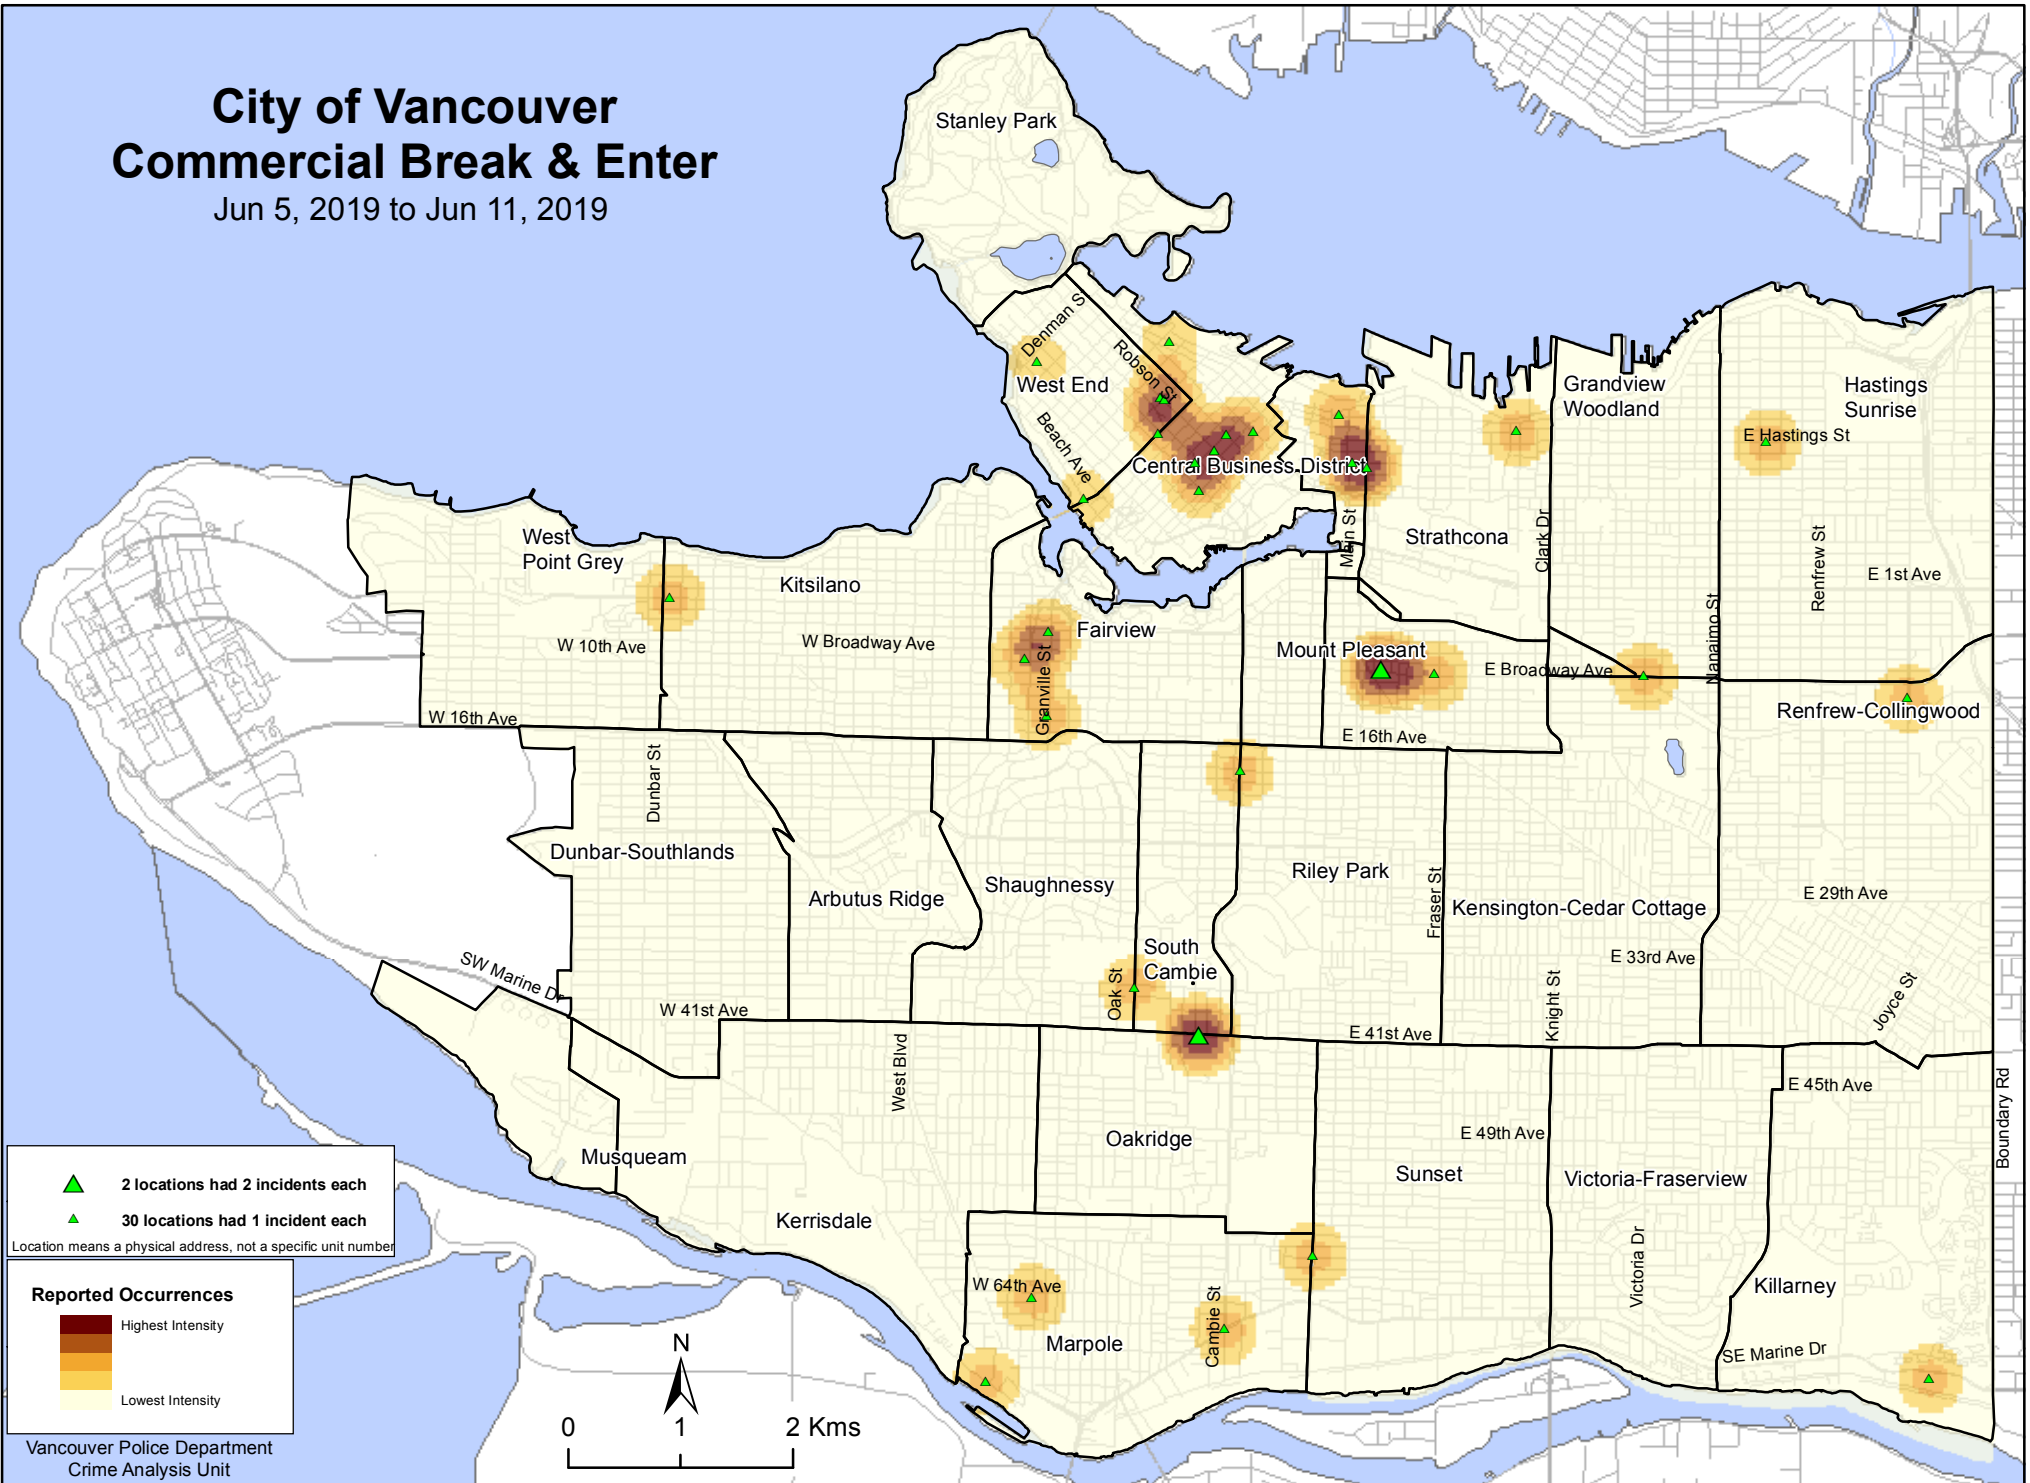 City of Vancouver
Commercial Break & Enter
Jun 5, 2019 to Jun 11, 2019
Stanley Park
Denman S
Robson St
West End
Beach Ave
Central Business District
Grandview
Woodland
Hastings
Sunrise
E Hastings St
West
Point Grey
Kitsilano
Main St
Strathcona
Clark Dr
Renfrew St
E 1st Ave
Nanaimo St
W 10th Ave
W Broadway Ave
Fairview
Granville St
Mount Pleasant
E Broadway Ave
W 16th Ave
E 16th Ave
Renfrew-Collingwood
Dunbar St
Dunbar-Southlands
Arbutus Ridge
Shaughnessy
Riley Park
Fraser St
Kensington-Cedar Cottage
E 29th Ave
South
Cambie
E 33rd Ave
SW Marine Dr
W 41st Ave
Oak St
E 41st Ave
Knight St
Joyce St
West Blvd
E 45th Ave
Boundary Rd
Musqueam
Oakridge
E 49th Ave
Sunset
Victoria-Fraserview
Kerrisdale
W 64th Ave
Marpole
Cambie St
Victoria Dr
Killarney
SE Marine Dr
2 locations had 2 incidents each
30 locations had 1 incident each
Location means a physical address, not a specific unit number
Reported Occurrences
Highest Intensity
Lowest Intensity
Vancouver Police Department
Crime Analysis Unit
N
0 1 2 Kms